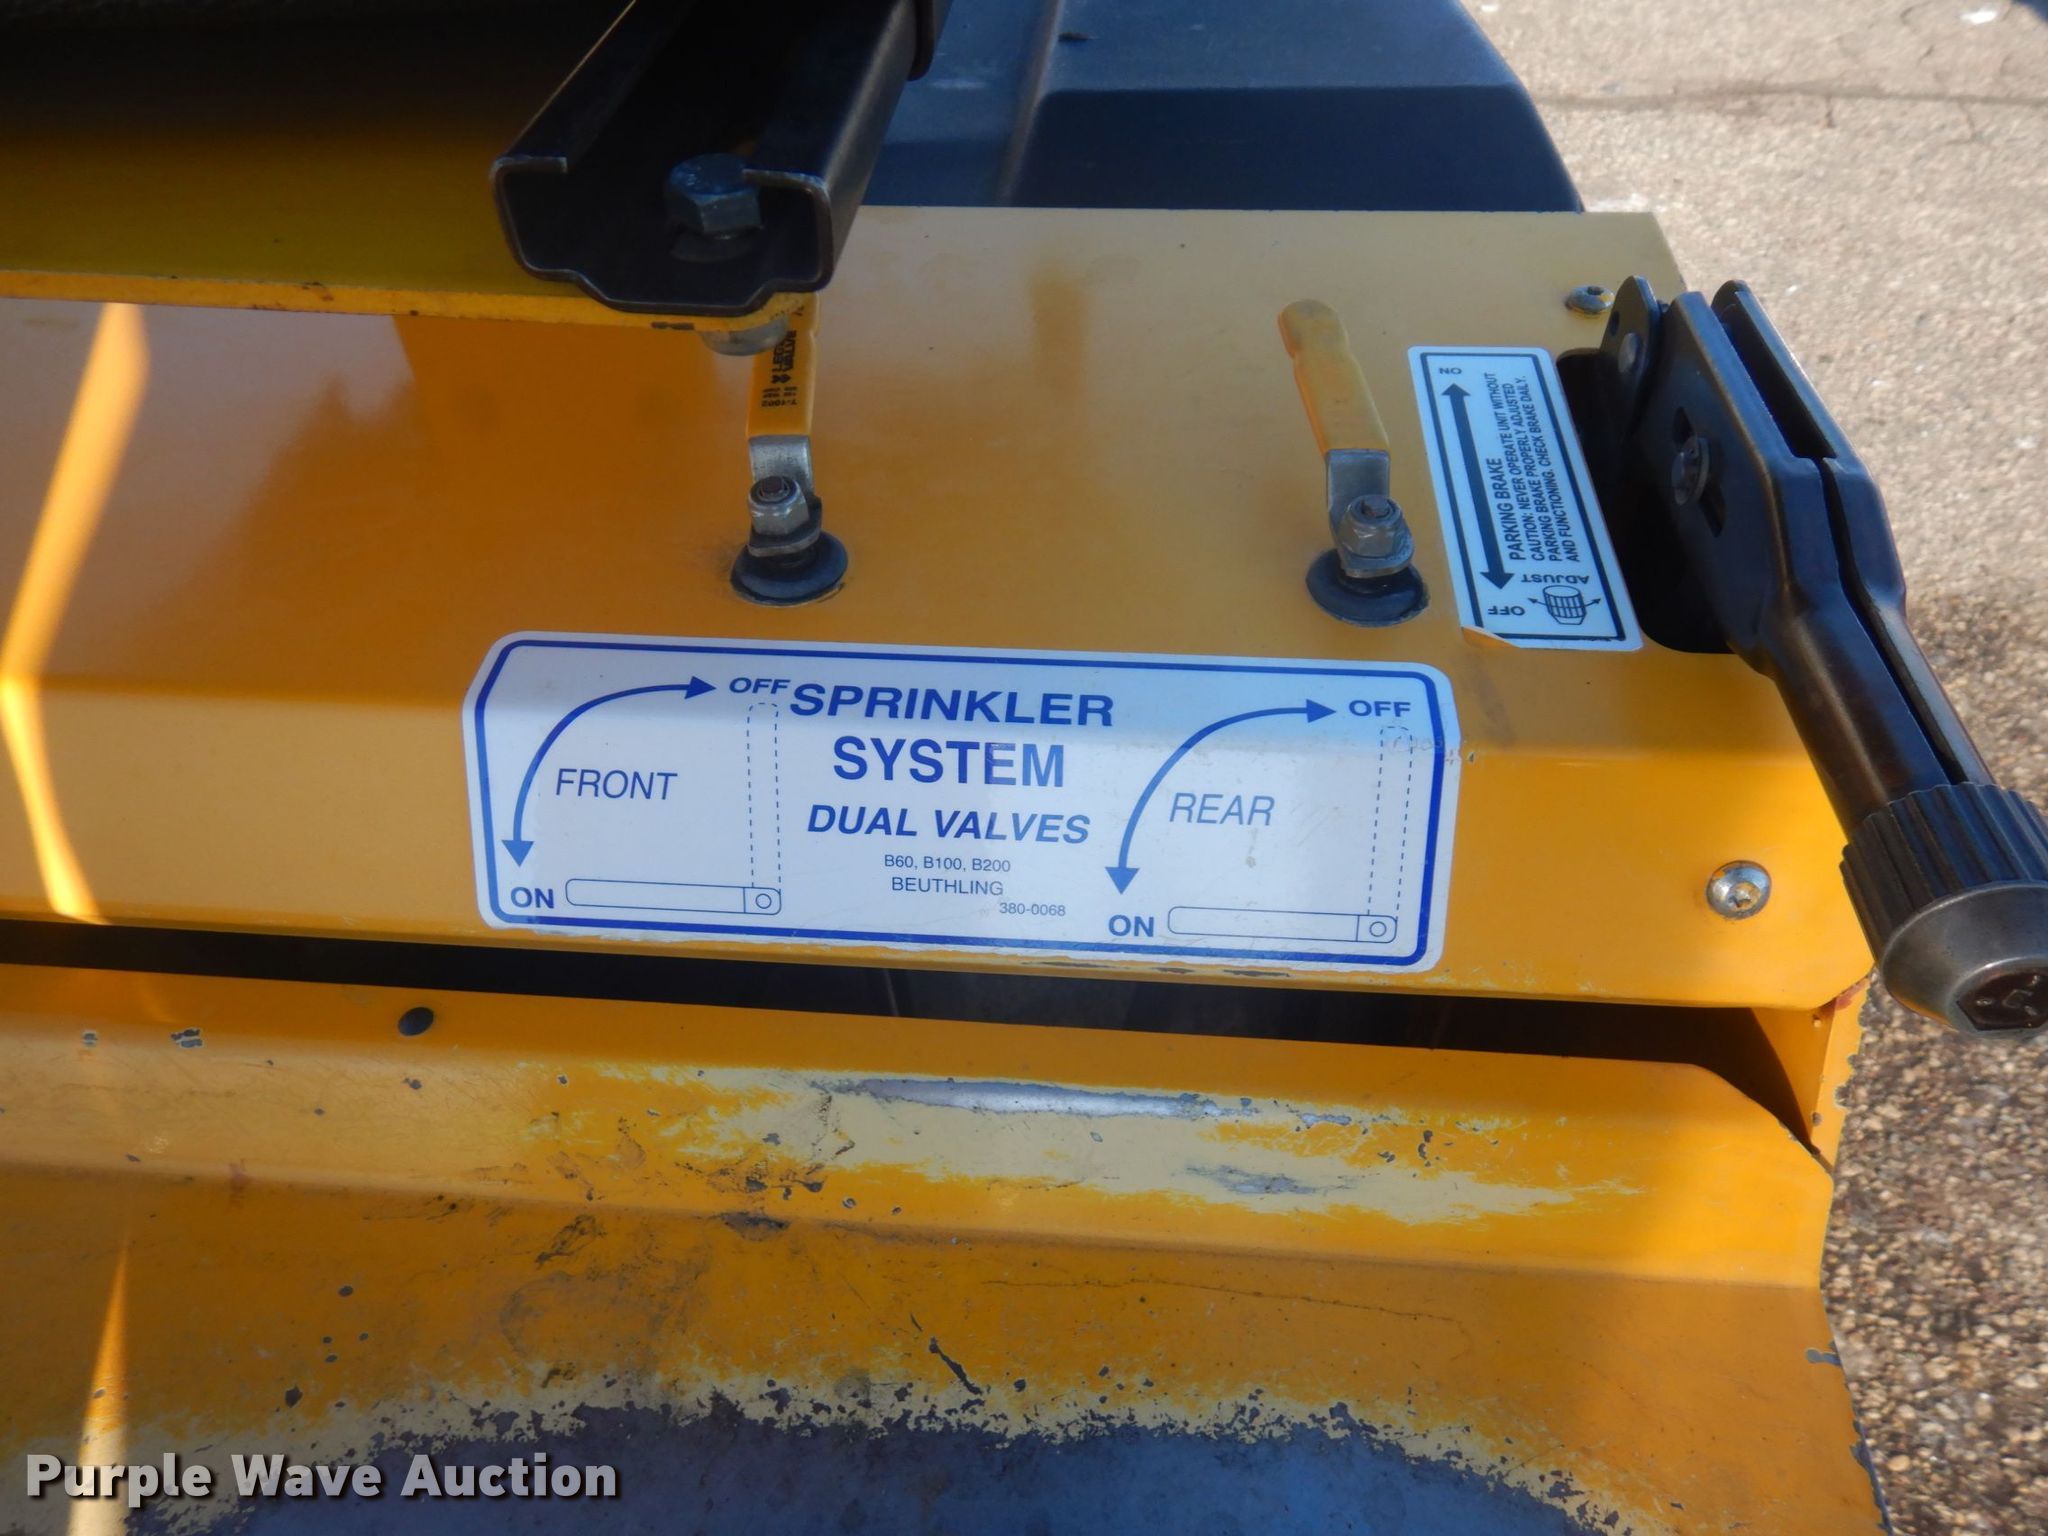 T-1002
ON
PARKING BRAKE
CAUTION: NEVER OPERATE UNIT WITHOUT
PARKING BRAKE PROPERLY ADJUSTED
AND FUNCTIONING. CHECK BRAKE DAILY.
OFF
ADJUST
OFF
FRONT
ON
SPRINKLER
SYSTEM
DUAL VALVES
B60, B100, B200
BEUTHLING
380-0068
OFF
REAR
ON
Purple Wave Auction